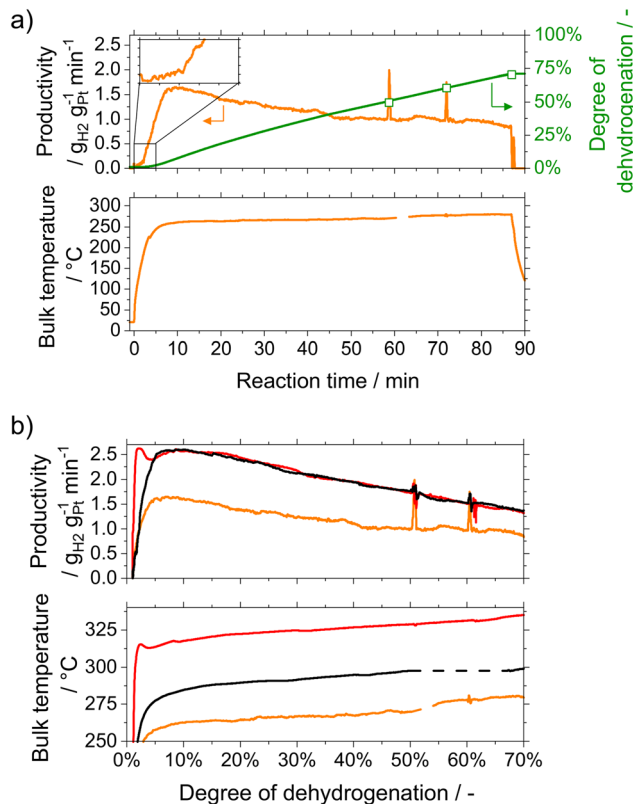 a)
Productivity
/ g_H2 g_Pt^-1 min^-1
2.5
2.0
1.5
1.0
0.5
0.0
100%
75%
50%
25%
0%
Degree of
dehydrogenation / -
Bulk temperature
/ °C
300
250
200
150
100
50
0
0 10 20 30 40 50 60 70 80 90
Reaction time / min
b)
Productivity
/ g_H2 g_Pt^-1 min^-1
2.5
2.0
1.5
1.0
0.5
0.0
Bulk temperature
/ °C
325
300
275
250
0% 10% 20% 30% 40% 50% 60% 70%
Degree of dehydrogenation / -